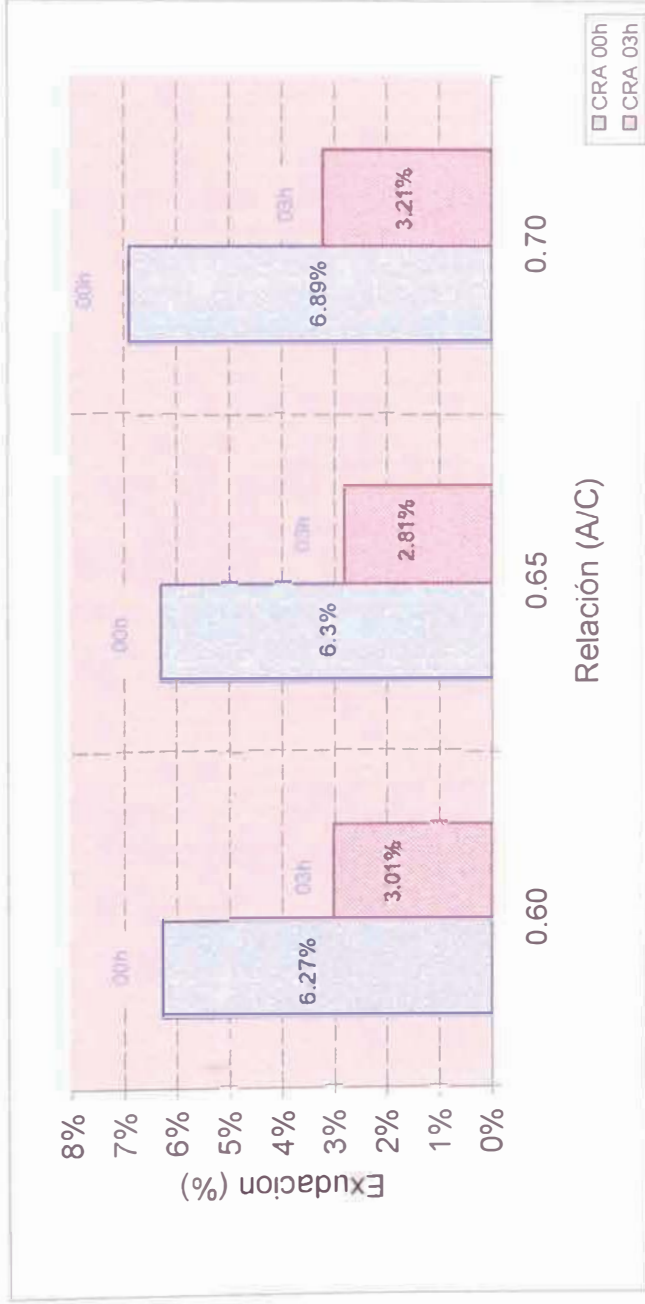 8%
7%
6%
5%
4%
3%
2%
1%
0%
Exudacion (%)
00h
6.27%
03h
3.01%
00h
6.3%
03h
2.81%
00h
6.89%
03h
3.21%
0.60
0.65
0.70
Relación (A/C)
CRA 00h
CRA 03h